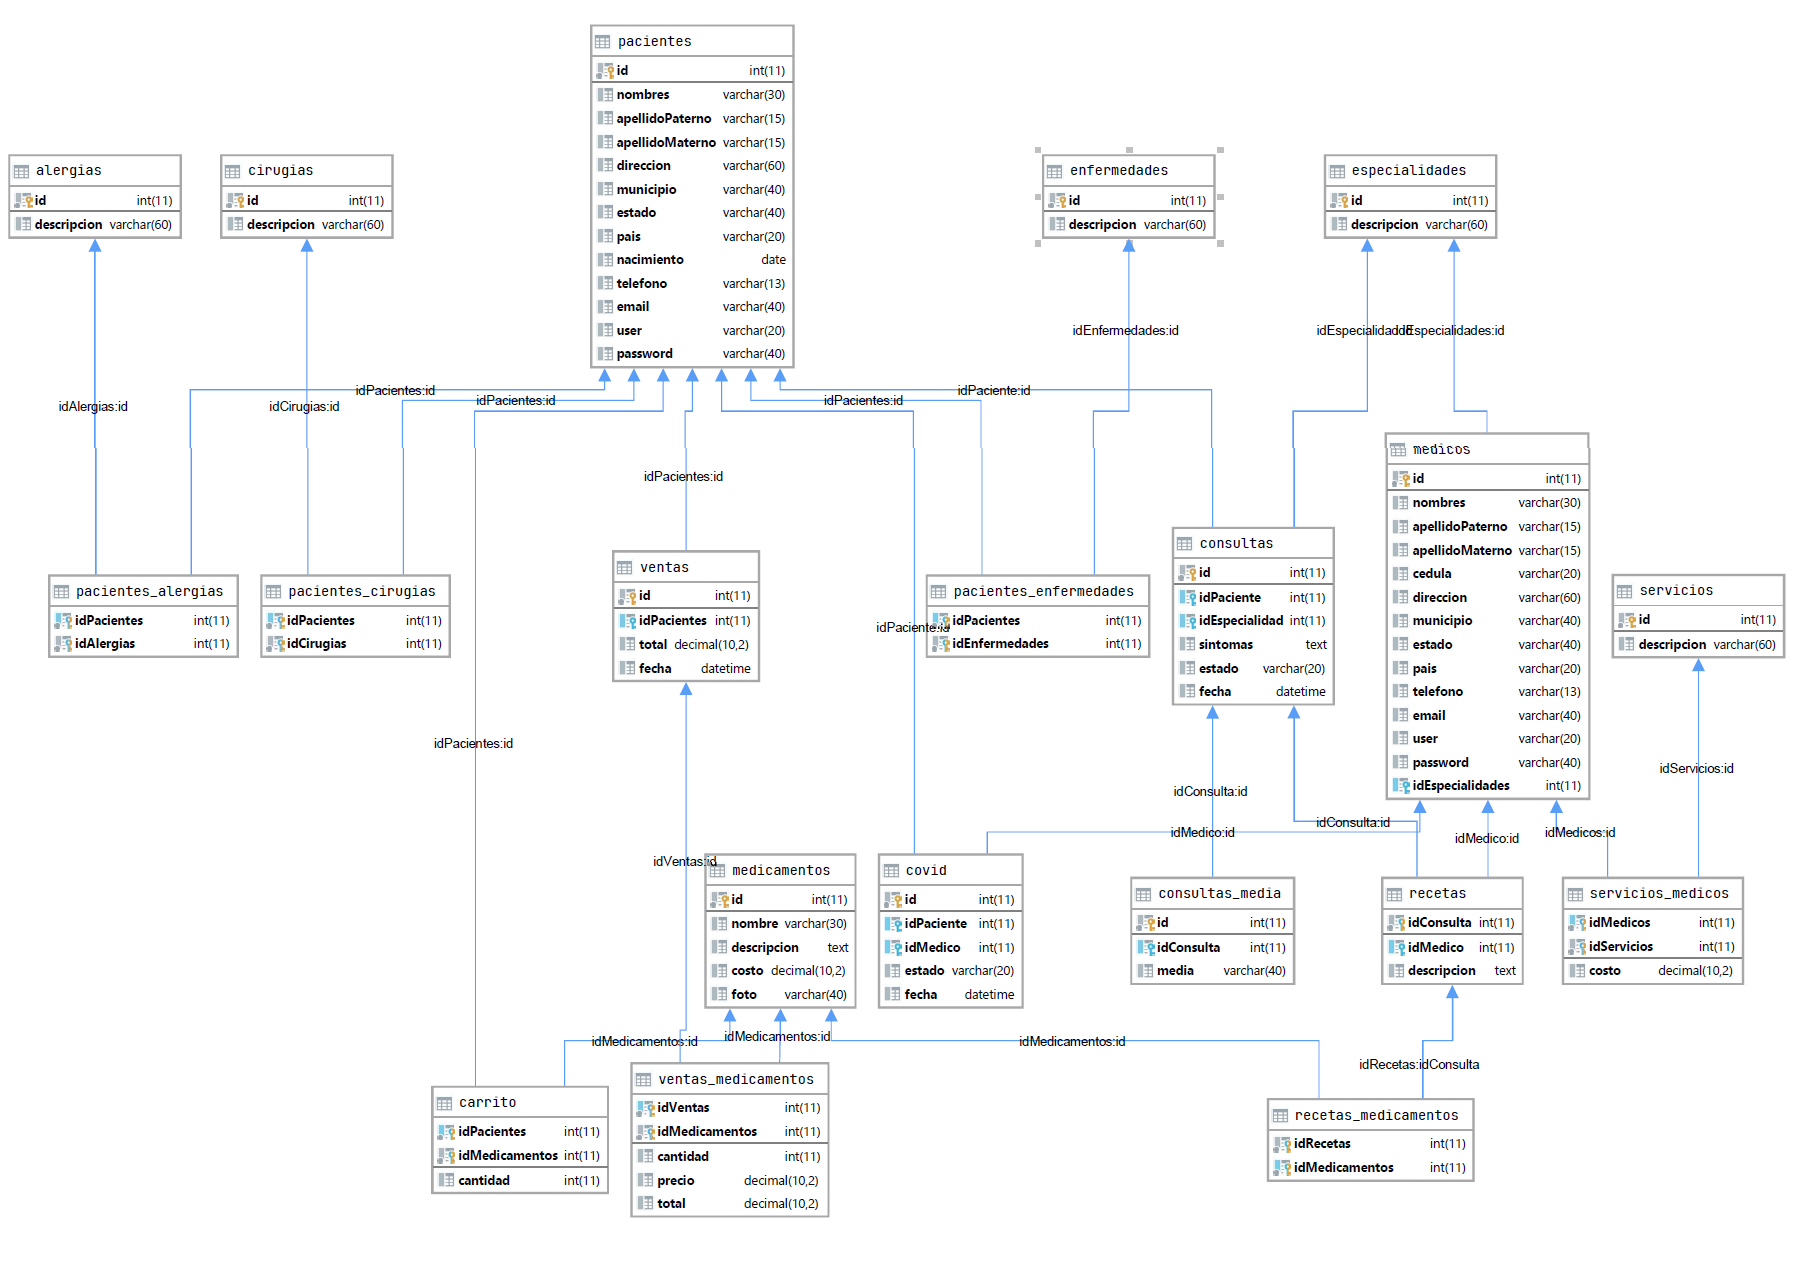 pacientes
id int(11)
nombres varchar(30)
apellidoPaterno varchar(15)
apellidoMaterno varchar(15)
direccion varchar(60)
municipio varchar(40)
estado varchar(40)
pais varchar(20)
nacimiento date
telefono varchar(13)
email varchar(40)
user varchar(20)
password varchar(40)
alergias
id int(11)
descripcion varchar(60)
cirugias
id int(11)
descripcion varchar(60)
enfermedades
id int(11)
descripcion varchar(60)
especialidades
id int(11)
descripcion varchar(60)
idEnfermedades:id
idEspecialidad:id
idEspecialidades:id
idPacientes:id
idPacientes:id
idPacientes:id
idPaciente:id
idAlergias:id
idCirugias:id
idPacientes:id
medicos
id int(11)
nombres varchar(30)
apellidoPaterno varchar(15)
apellidoMaterno varchar(15)
cedula varchar(20)
direccion varchar(60)
municipio varchar(40)
estado varchar(40)
pais varchar(20)
telefono varchar(13)
email varchar(40)
user varchar(20)
password varchar(40)
idEspecialidades int(11)
pacientes_alergias
idPacientes int(11)
idAlergias int(11)
pacientes_cirugias
idPacientes int(11)
idCirugias int(11)
ventas
id int(11)
idPacientes int(11)
total decimal(10,2)
fecha datetime
idPaciente:id
pacientes_enfermedades
idPacientes int(11)
idEnfermedades int(11)
consultas
id int(11)
idPaciente int(11)
idEspecialidad int(11)
sintomas text
estado varchar(20)
fecha datetime
servicios
id int(11)
descripcion varchar(60)
idPacientes:id
idServicios:id
idConsulta:id
idMedico:id
idConsulta:id
idMedico:id
idMedicos:id
idVentas:id
medicamentos
id int(11)
nombre varchar(30)
descripcion text
costo decimal(10,2)
foto varchar(40)
covid
id int(11)
idPaciente int(11)
idMedico int(11)
estado varchar(20)
fecha datetime
consultas_media
id int(11)
idConsulta int(11)
media varchar(40)
recetas
idConsulta int(11)
idMedico int(11)
descripcion text
servicios_medicos
idMedicos int(11)
idServicios int(11)
costo decimal(10,2)
idMedicamentos:id
idMedicamentos:id
idMedicamentos:id
idRecetas:idConsulta
carrito
idPacientes int(11)
idMedicamentos int(11)
cantidad int(11)
ventas_medicamentos
idVentas int(11)
idMedicamentos int(11)
cantidad int(11)
precio decimal(10,2)
total decimal(10,2)
recetas_medicamentos
idRecetas int(11)
idMedicamentos int(11)